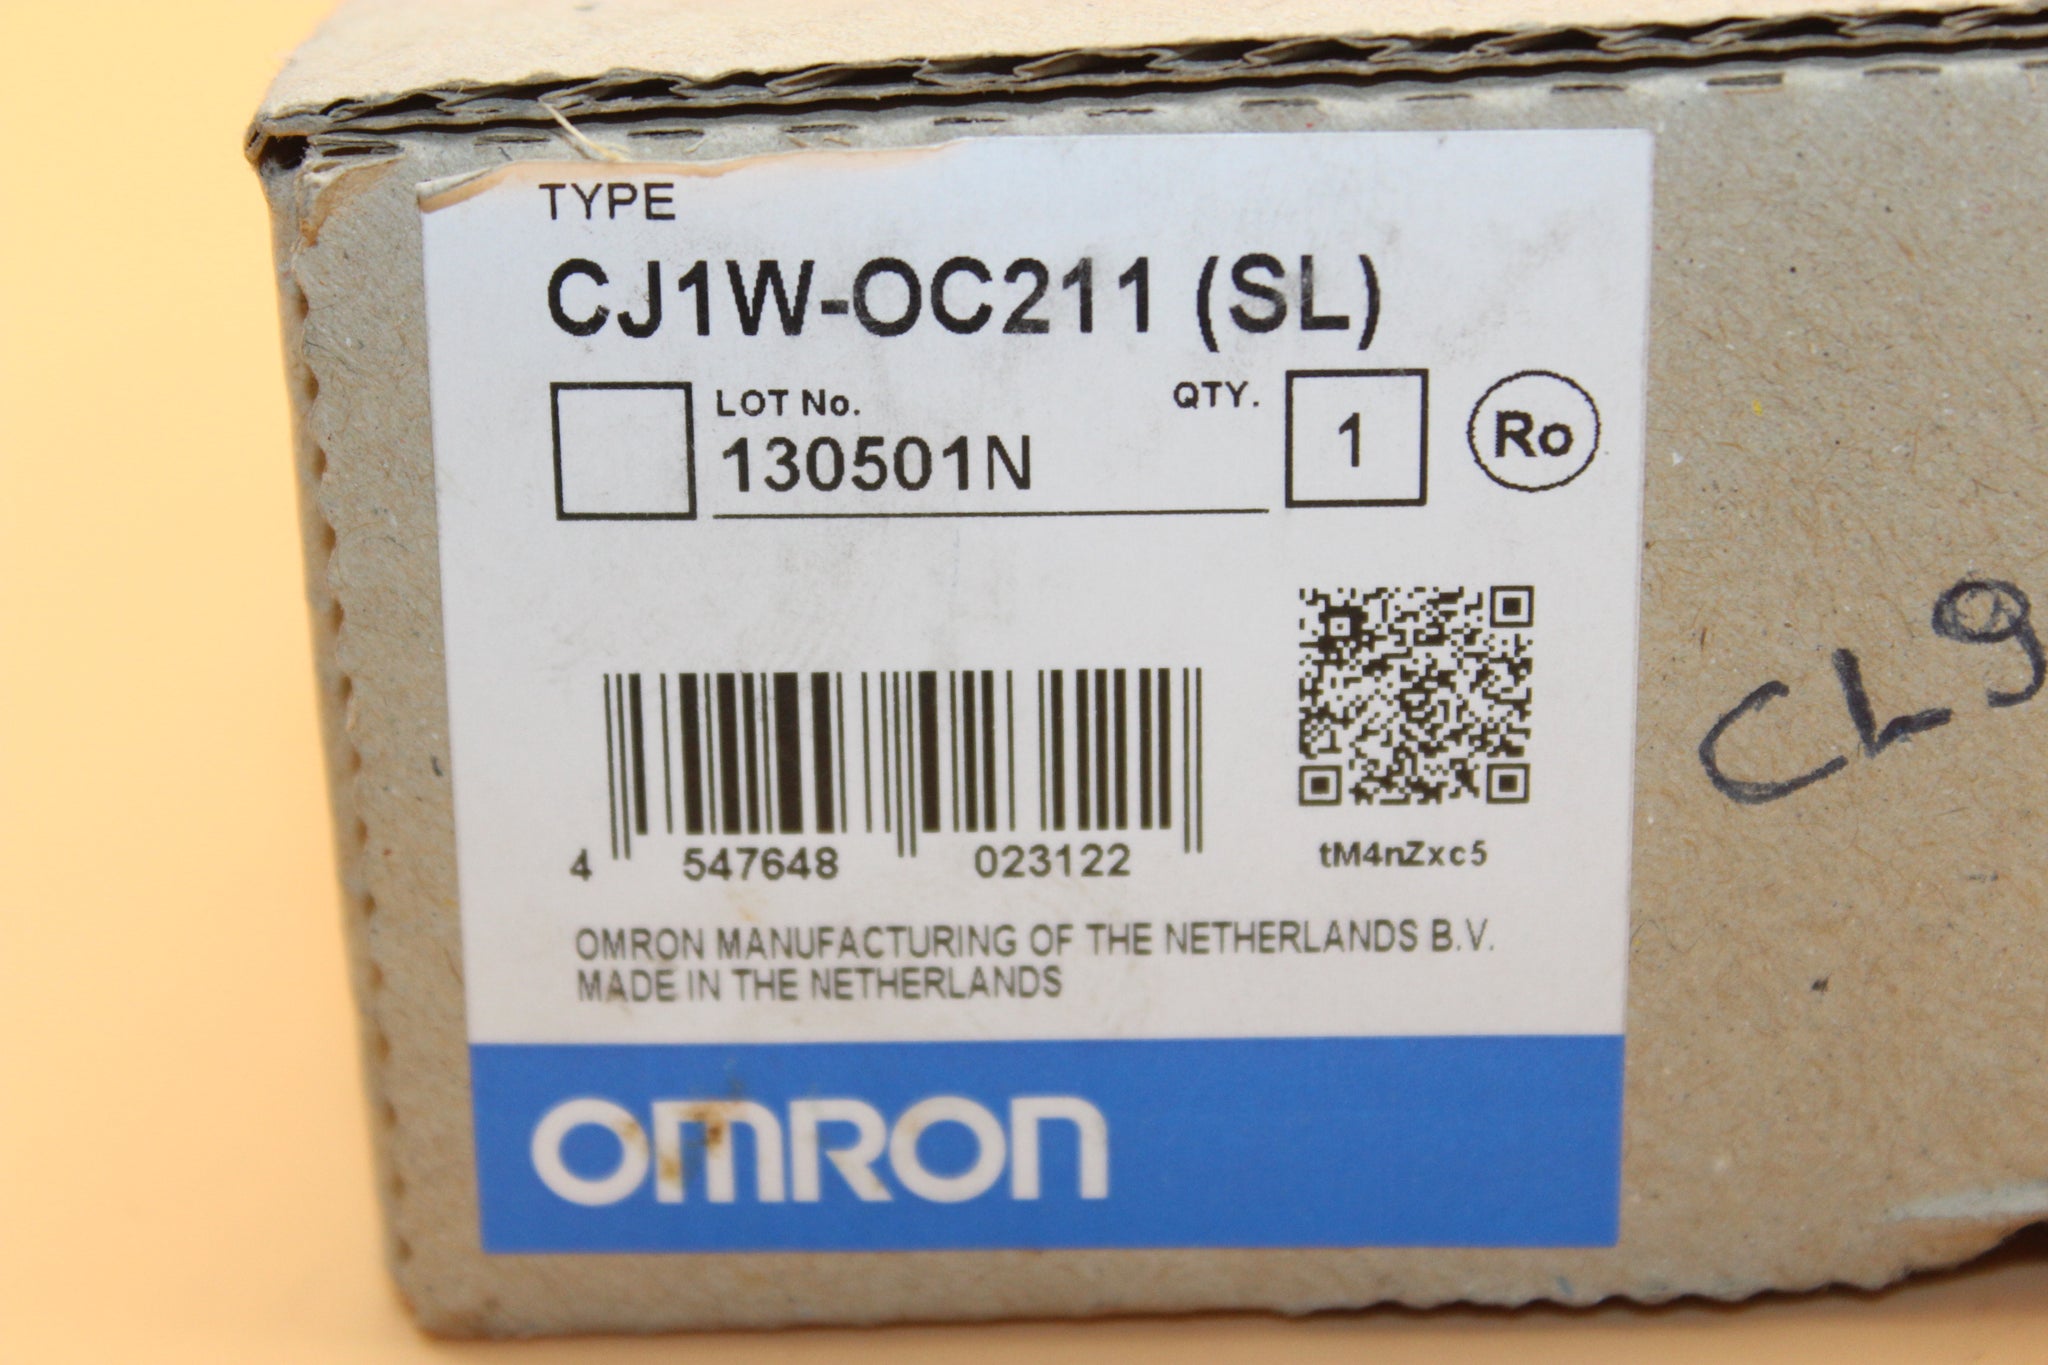 TYPE
CJ1W-OC211 (SL)
LOT No.
130501N
QTY.
1
Ro
4 547648 023122
tM4nZxc5
OMRON MANUFACTURING OF THE NETHERLANDS B.V.
MADE IN THE NETHERLANDS
OMRON
CL9